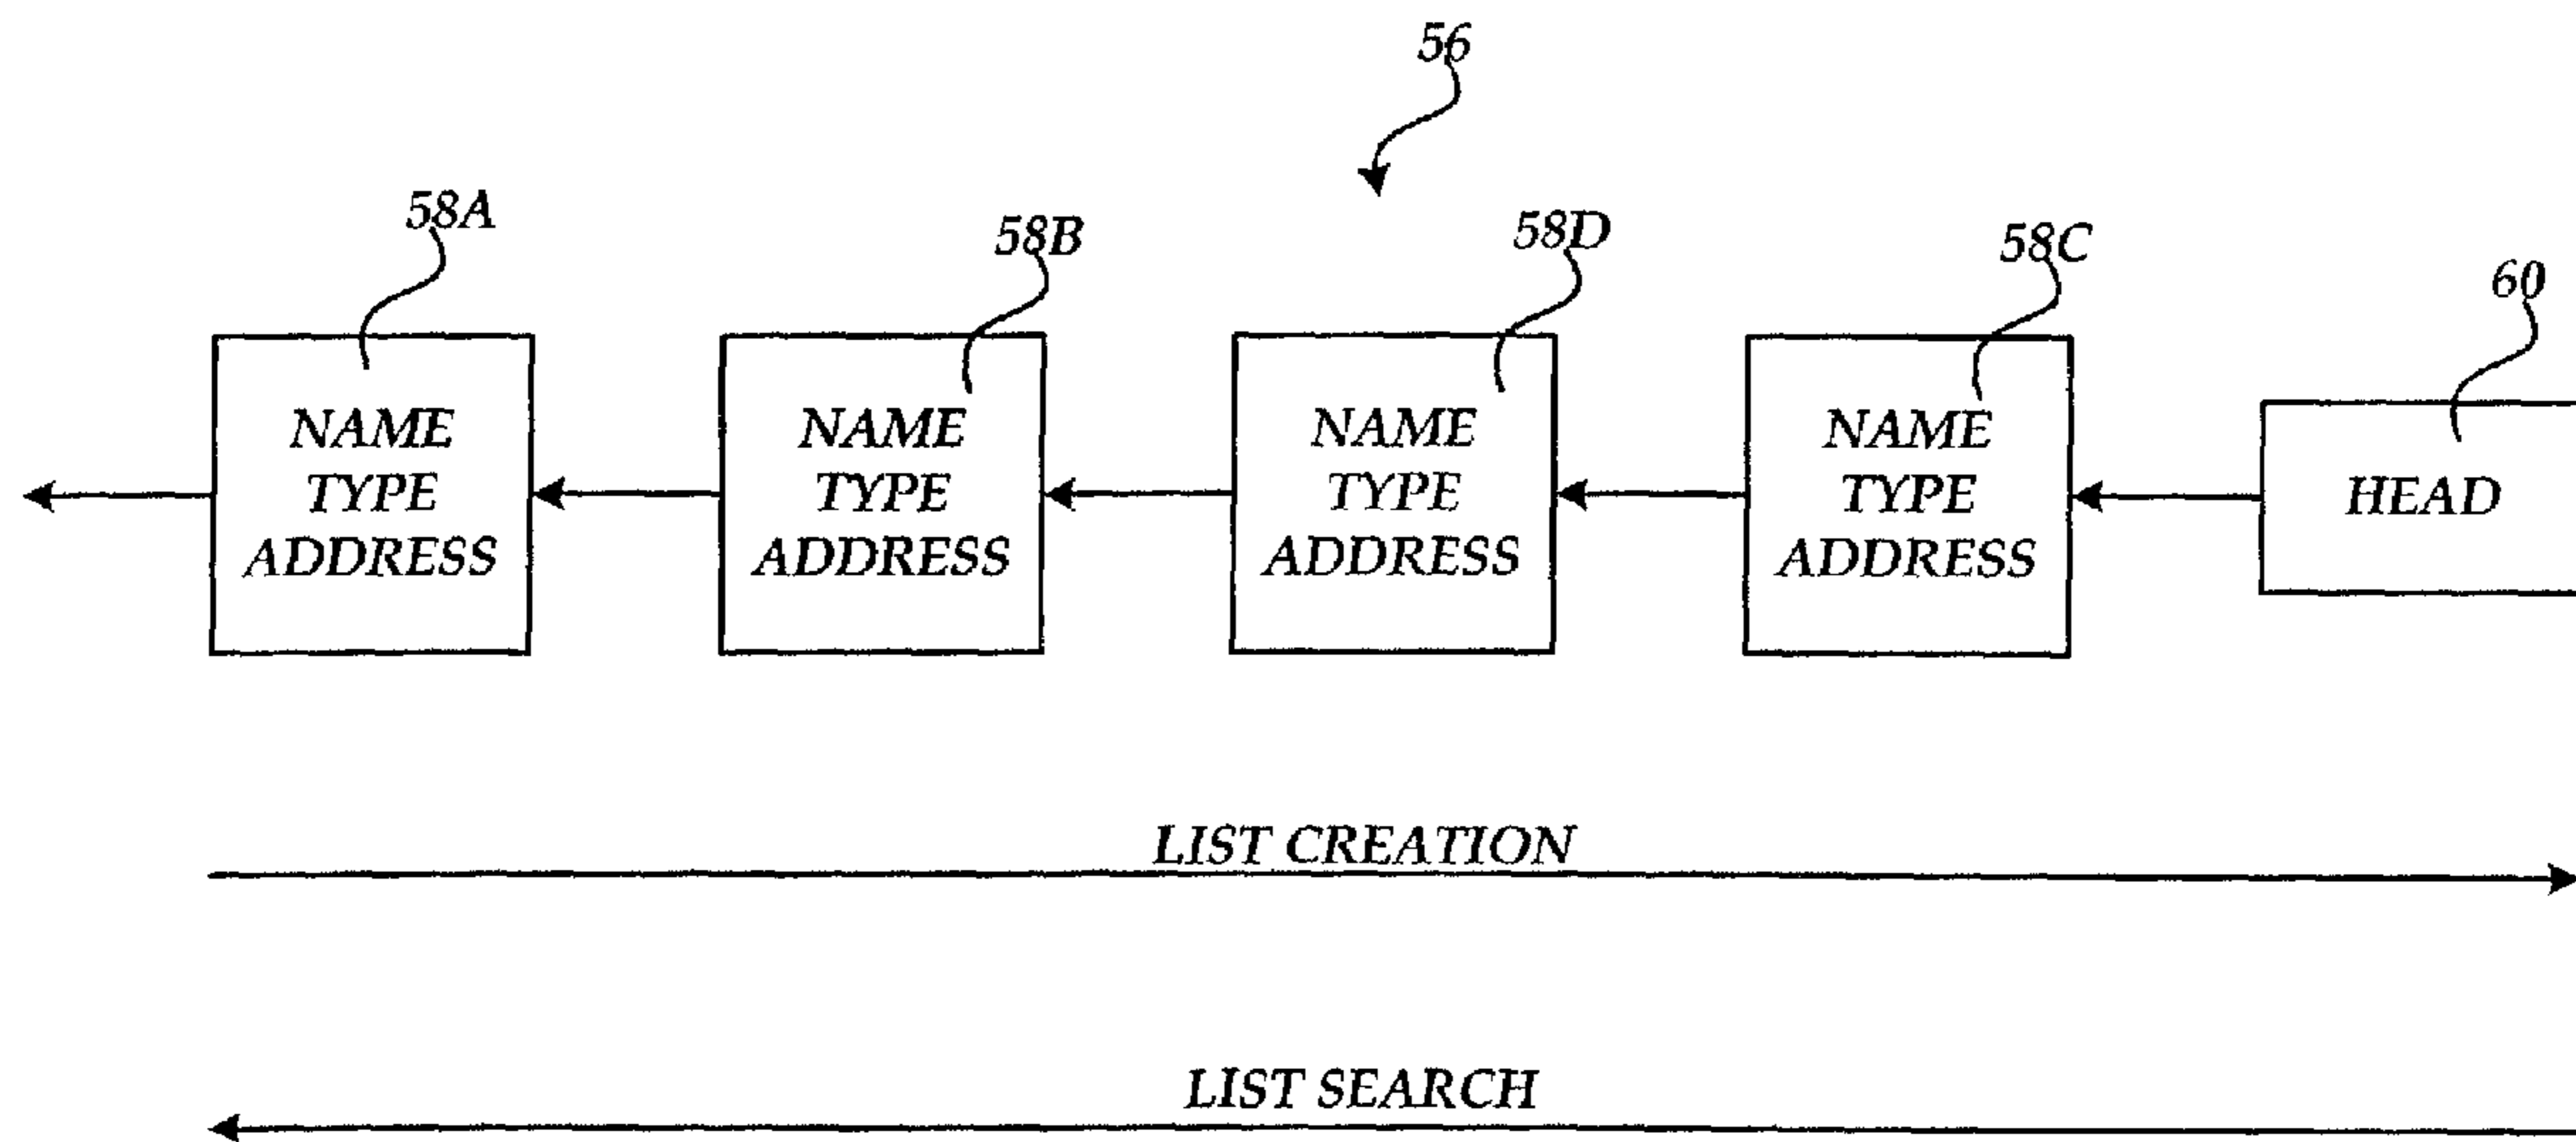 56
58A
58B
58D
58C
60
NAME
TYPE
ADDRESS
NAME
TYPE
ADDRESS
NAME
TYPE
ADDRESS
NAME
TYPE
ADDRESS
HEAD
LIST CREATION
LIST SEARCH